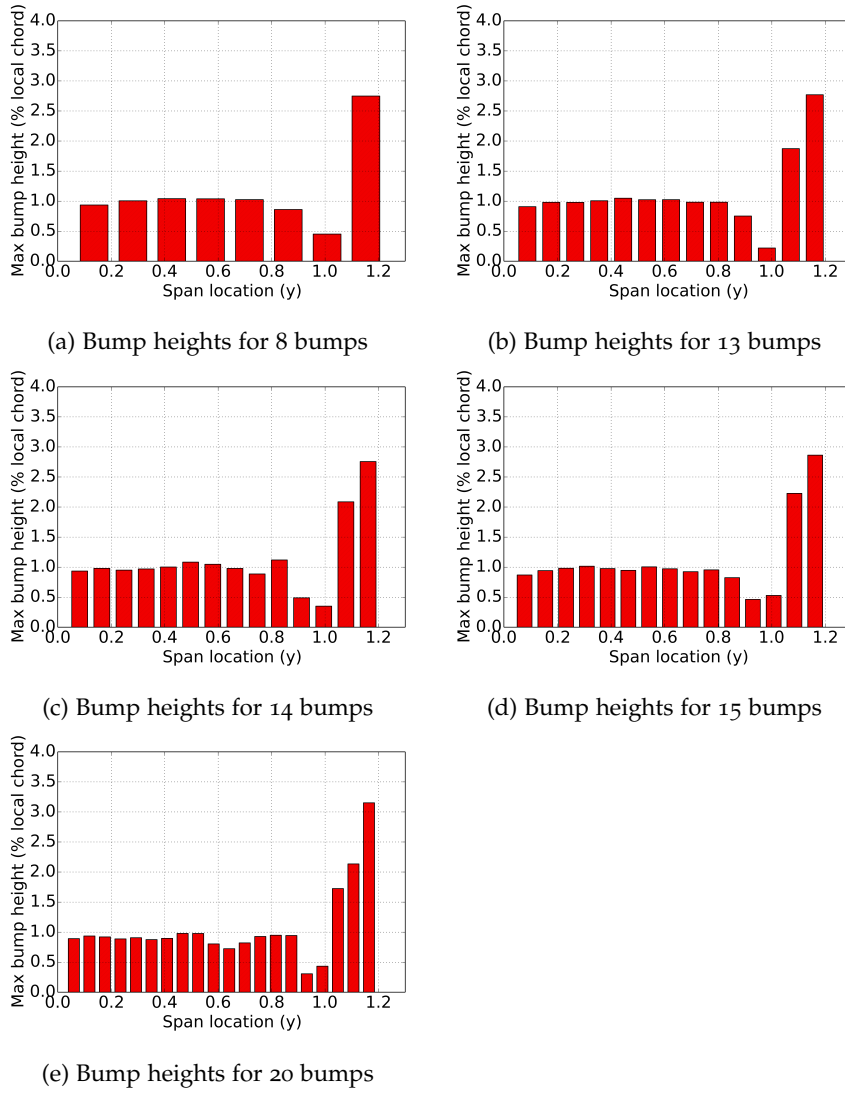 4.0
3.5
3.0
2.5
2.0
1.5
1.0
0.5
0.0
Max bump height (% local chord)
0.0 0.2 0.4 0.6 0.8 1.0 1.2
Span location (y)
(a) Bump heights for 8 bumps
4.0
3.5
3.0
2.5
2.0
1.5
1.0
0.5
0.0
Max bump height (% local chord)
0.0 0.2 0.4 0.6 0.8 1.0 1.2
Span location (y)
(b) Bump heights for 13 bumps
4.0
3.5
3.0
2.5
2.0
1.5
1.0
0.5
0.0
Max bump height (% local chord)
0.0 0.2 0.4 0.6 0.8 1.0 1.2
Span location (y)
(c) Bump heights for 14 bumps
4.0
3.5
3.0
2.5
2.0
1.5
1.0
0.5
0.0
Max bump height (% local chord)
0.0 0.2 0.4 0.6 0.8 1.0 1.2
Span location (y)
(d) Bump heights for 15 bumps
4.0
3.5
3.0
2.5
2.0
1.5
1.0
0.5
0.0
Max bump height (% local chord)
0.0 0.2 0.4 0.6 0.8 1.0 1.2
Span location (y)
(e) Bump heights for 20 bumps